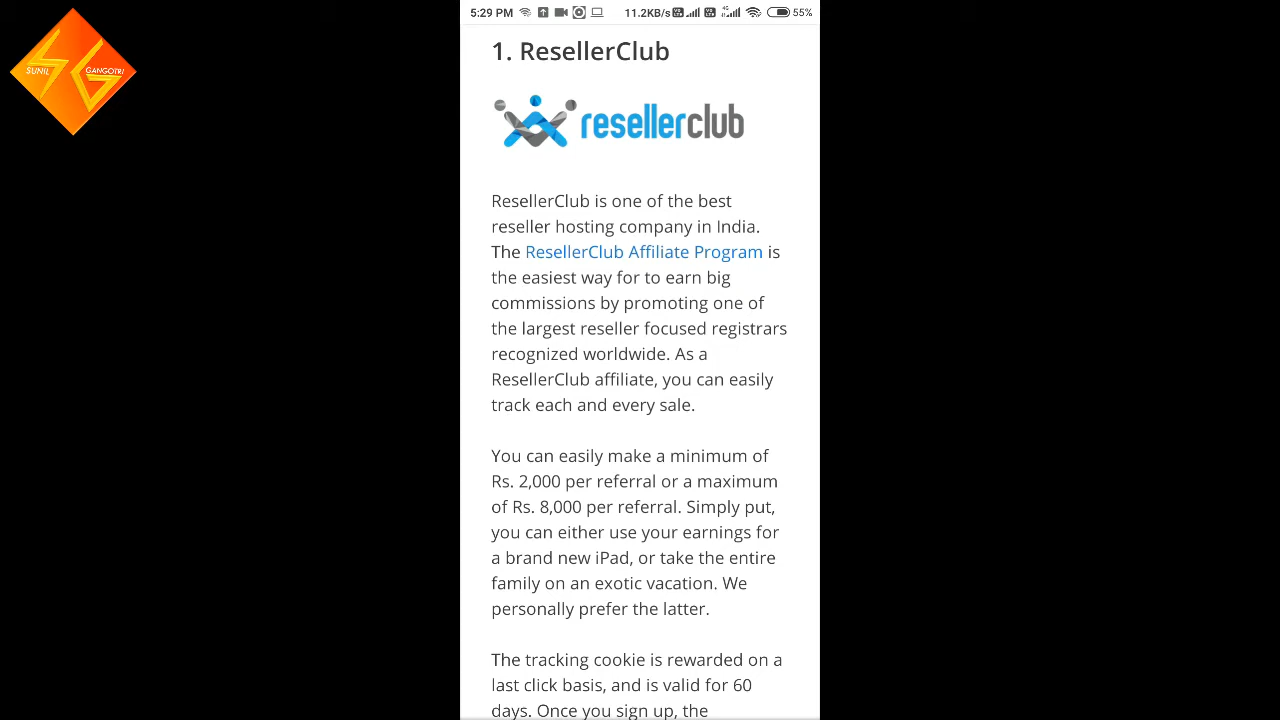 SUNIL
GANGOTRI
5:29 PM 11.2KB/s 4G 55%
1. ResellerClub
resellerclub
ResellerClub is one of the best
reseller hosting company in India.
The ResellerClub Affiliate Program is
the easiest way for to earn big
commissions by promoting one of
the largest reseller focused registrars
recognized worldwide. As a
ResellerClub affiliate, you can easily
track each and every sale.
You can easily make a minimum of
Rs. 2,000 per referral or a maximum
of Rs. 8,000 per referral. Simply put,
you can either use your earnings for
a brand new iPad, or take the entire
family on an exotic vacation. We
personally prefer the latter.
The tracking cookie is rewarded on a
last click basis, and is valid for 60
days. Once you sign up, the